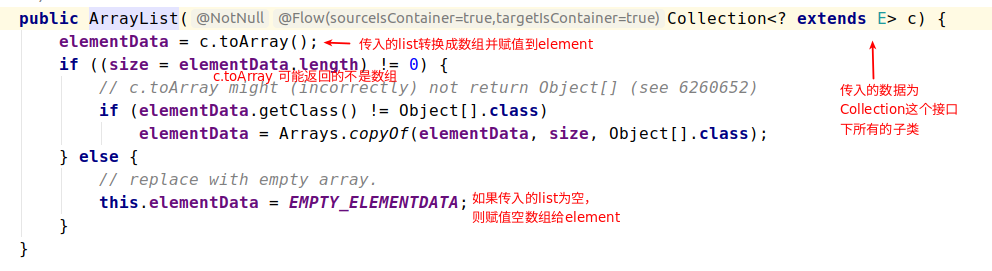 public ArrayList( @NotNull @Flow(sourceIsContainer=true,targetIsContainer=true) Collection<? extends E> c) {
elementData = c.toArray();
传入的list转换成数组并赋值到element
if ((size = elementData.length) != 0) {
c.toArray 可能返回的不是数组
// c.toArray might (incorrectly) not return Object[] (see 6260652)
if (elementData.getClass() != Object[].class)
elementData = Arrays.copyOf(elementData, size, Object[].class);
传入的数据为
Collection这个接口
下所有的子类
} else {
// replace with empty array.
this.elementData = EMPTY_ELEMENTDATA;
如果传入的list为空，
则赋值空数组给element
}
}